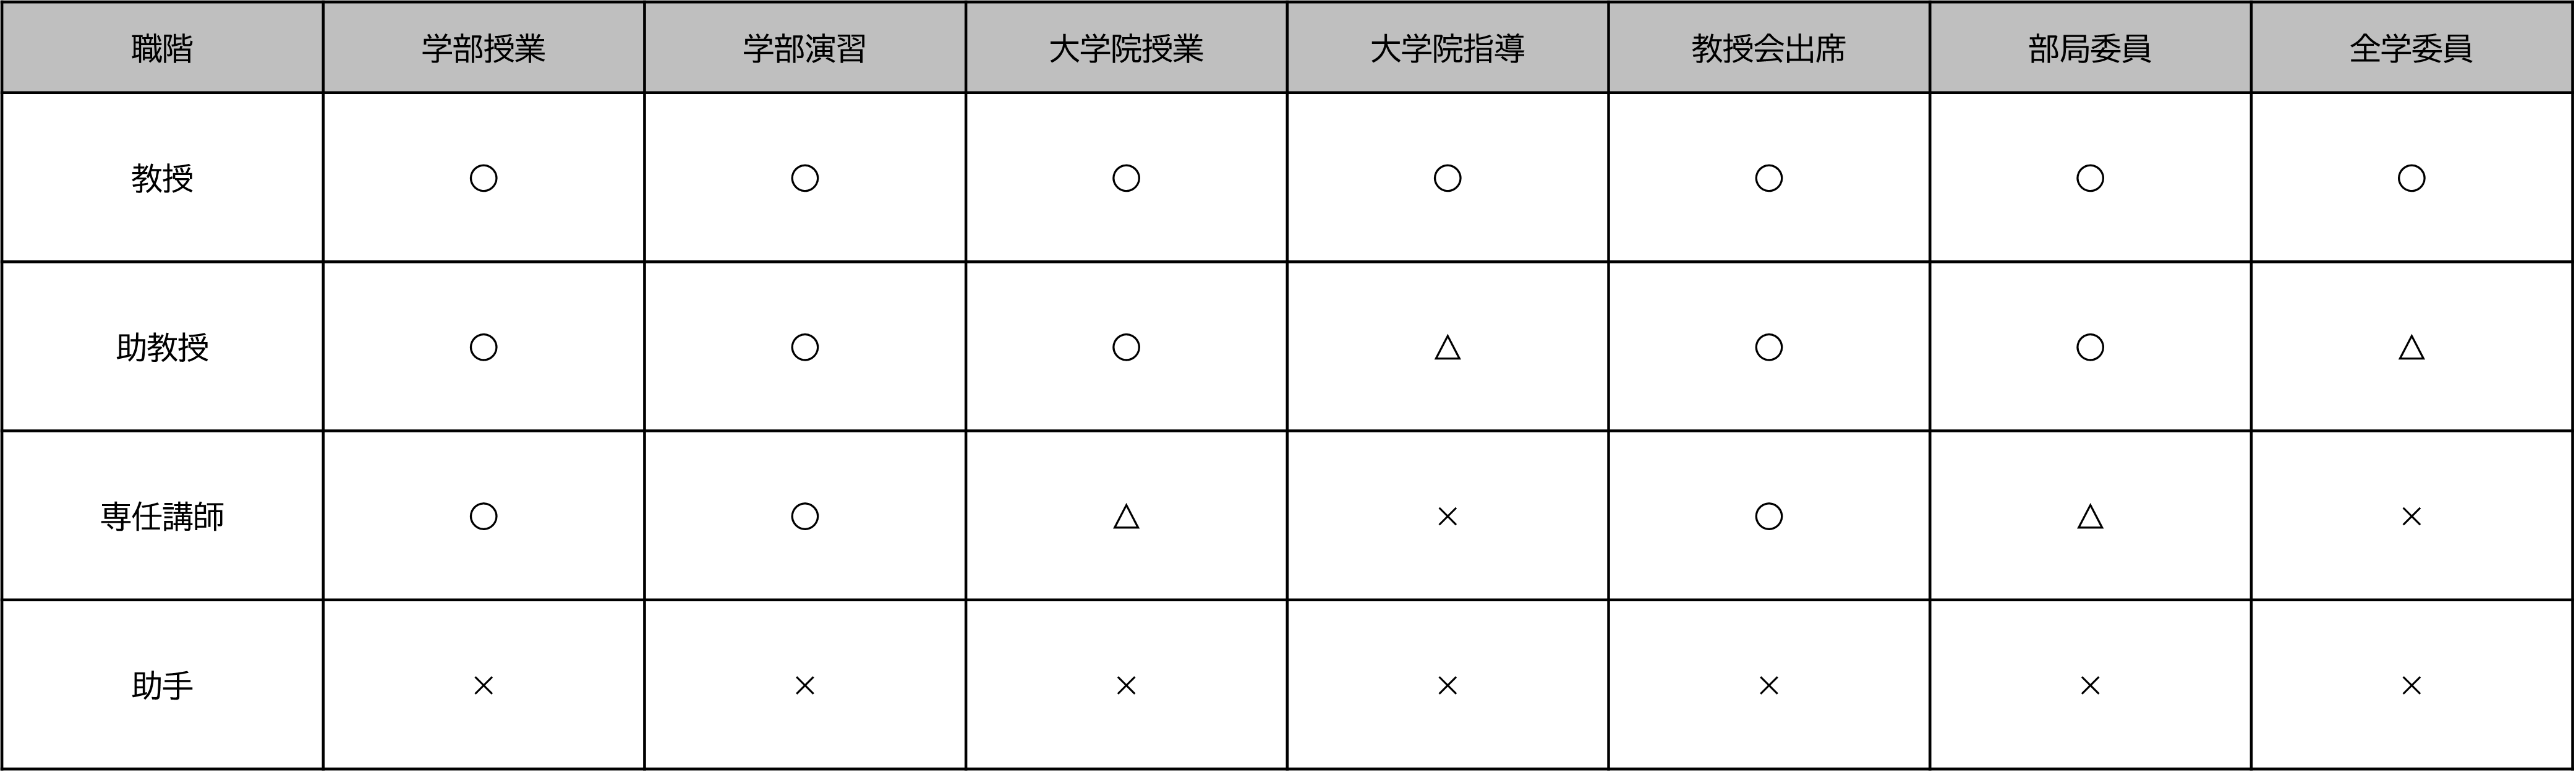 職階 学部授業 学部演習 大学院授業 大学院指導 教授会出席 部局委員 全学委員
教授 ○ ○ ○ ○ ○ ○ ○
助教授 ○ ○ ○ △ ○ ○ △
専任講師 ○ ○ △ × ○ △ ×
助手 × × × × × × ×